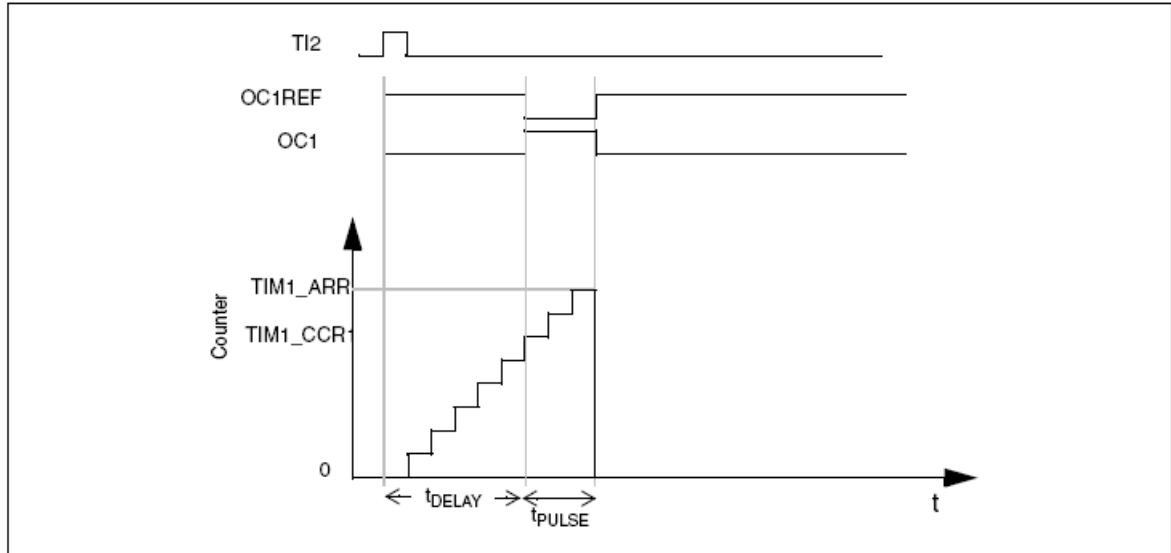 TI2
OC1REF
OC1
Counter
TIM1_ARR
TIM1_CCR1
0
tDELAY
tPULSE
t